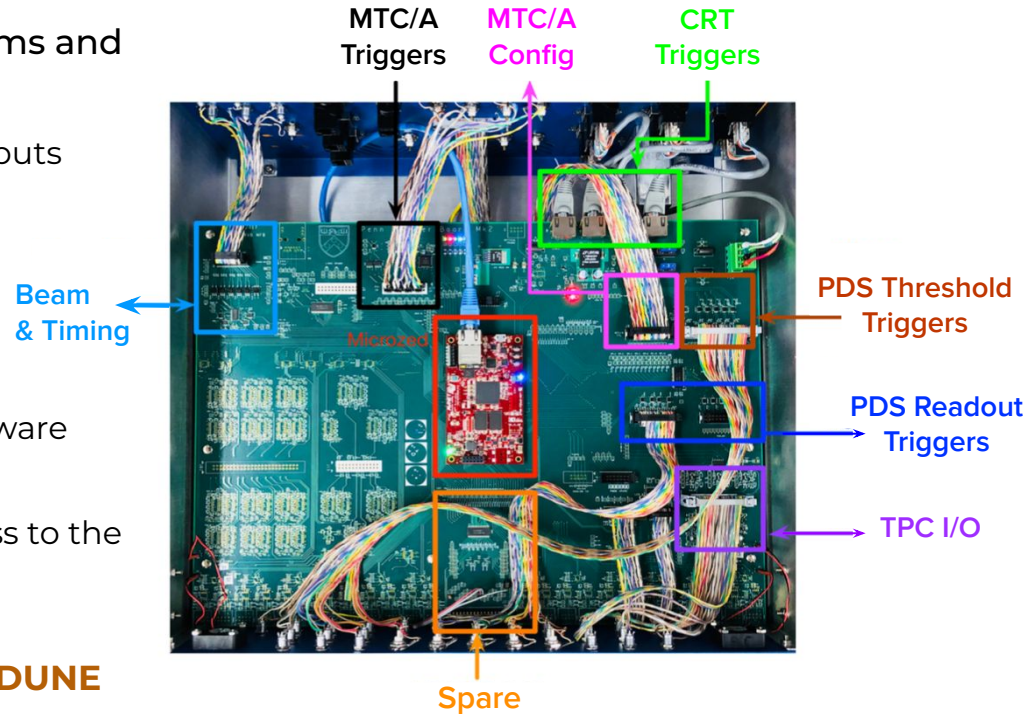 ms and
outs
ware
ss to the
DUNE
MTC/A
Triggers
MTC/A
Config
CRT
Triggers
Beam
& Timing
Microzed
PDS Threshold
Triggers
PDS Readout
Triggers
TPC I/O
Spare